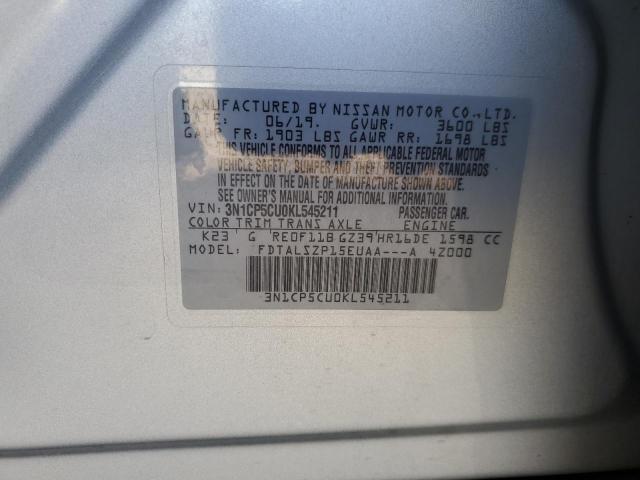 MANUFACTURED BY NISSAN MOTOR CO.,LTD.
DATE: 06/19. GVWR: 3600 LBS
GAWR FR: 1903 LBS GAWR RR: 1698 LBS
THIS VEHICLE CONFORMS TO ALL APPLICABLE FEDERAL MOTOR
VEHICLE SAFETY, BUMPER AND THEFT PREVENTION STANDARDS
IN EFFECT ON THE DATE OF MANUFACTURE SHOWN ABOVE.
SEE OWNER'S MANUAL FOR ADDITIONAL INFORMATION.
VIN: 3N1CP5CU0KL545211 PASSENGER CAR.
COLOR TRIM TRANS AXLE ENGINE
K23 G RE0F11B GZ39 HR16DE 1598 CC
MODEL: FDTALSZP15EUAA---A 4Z000
3N1CP5CU0KL545211